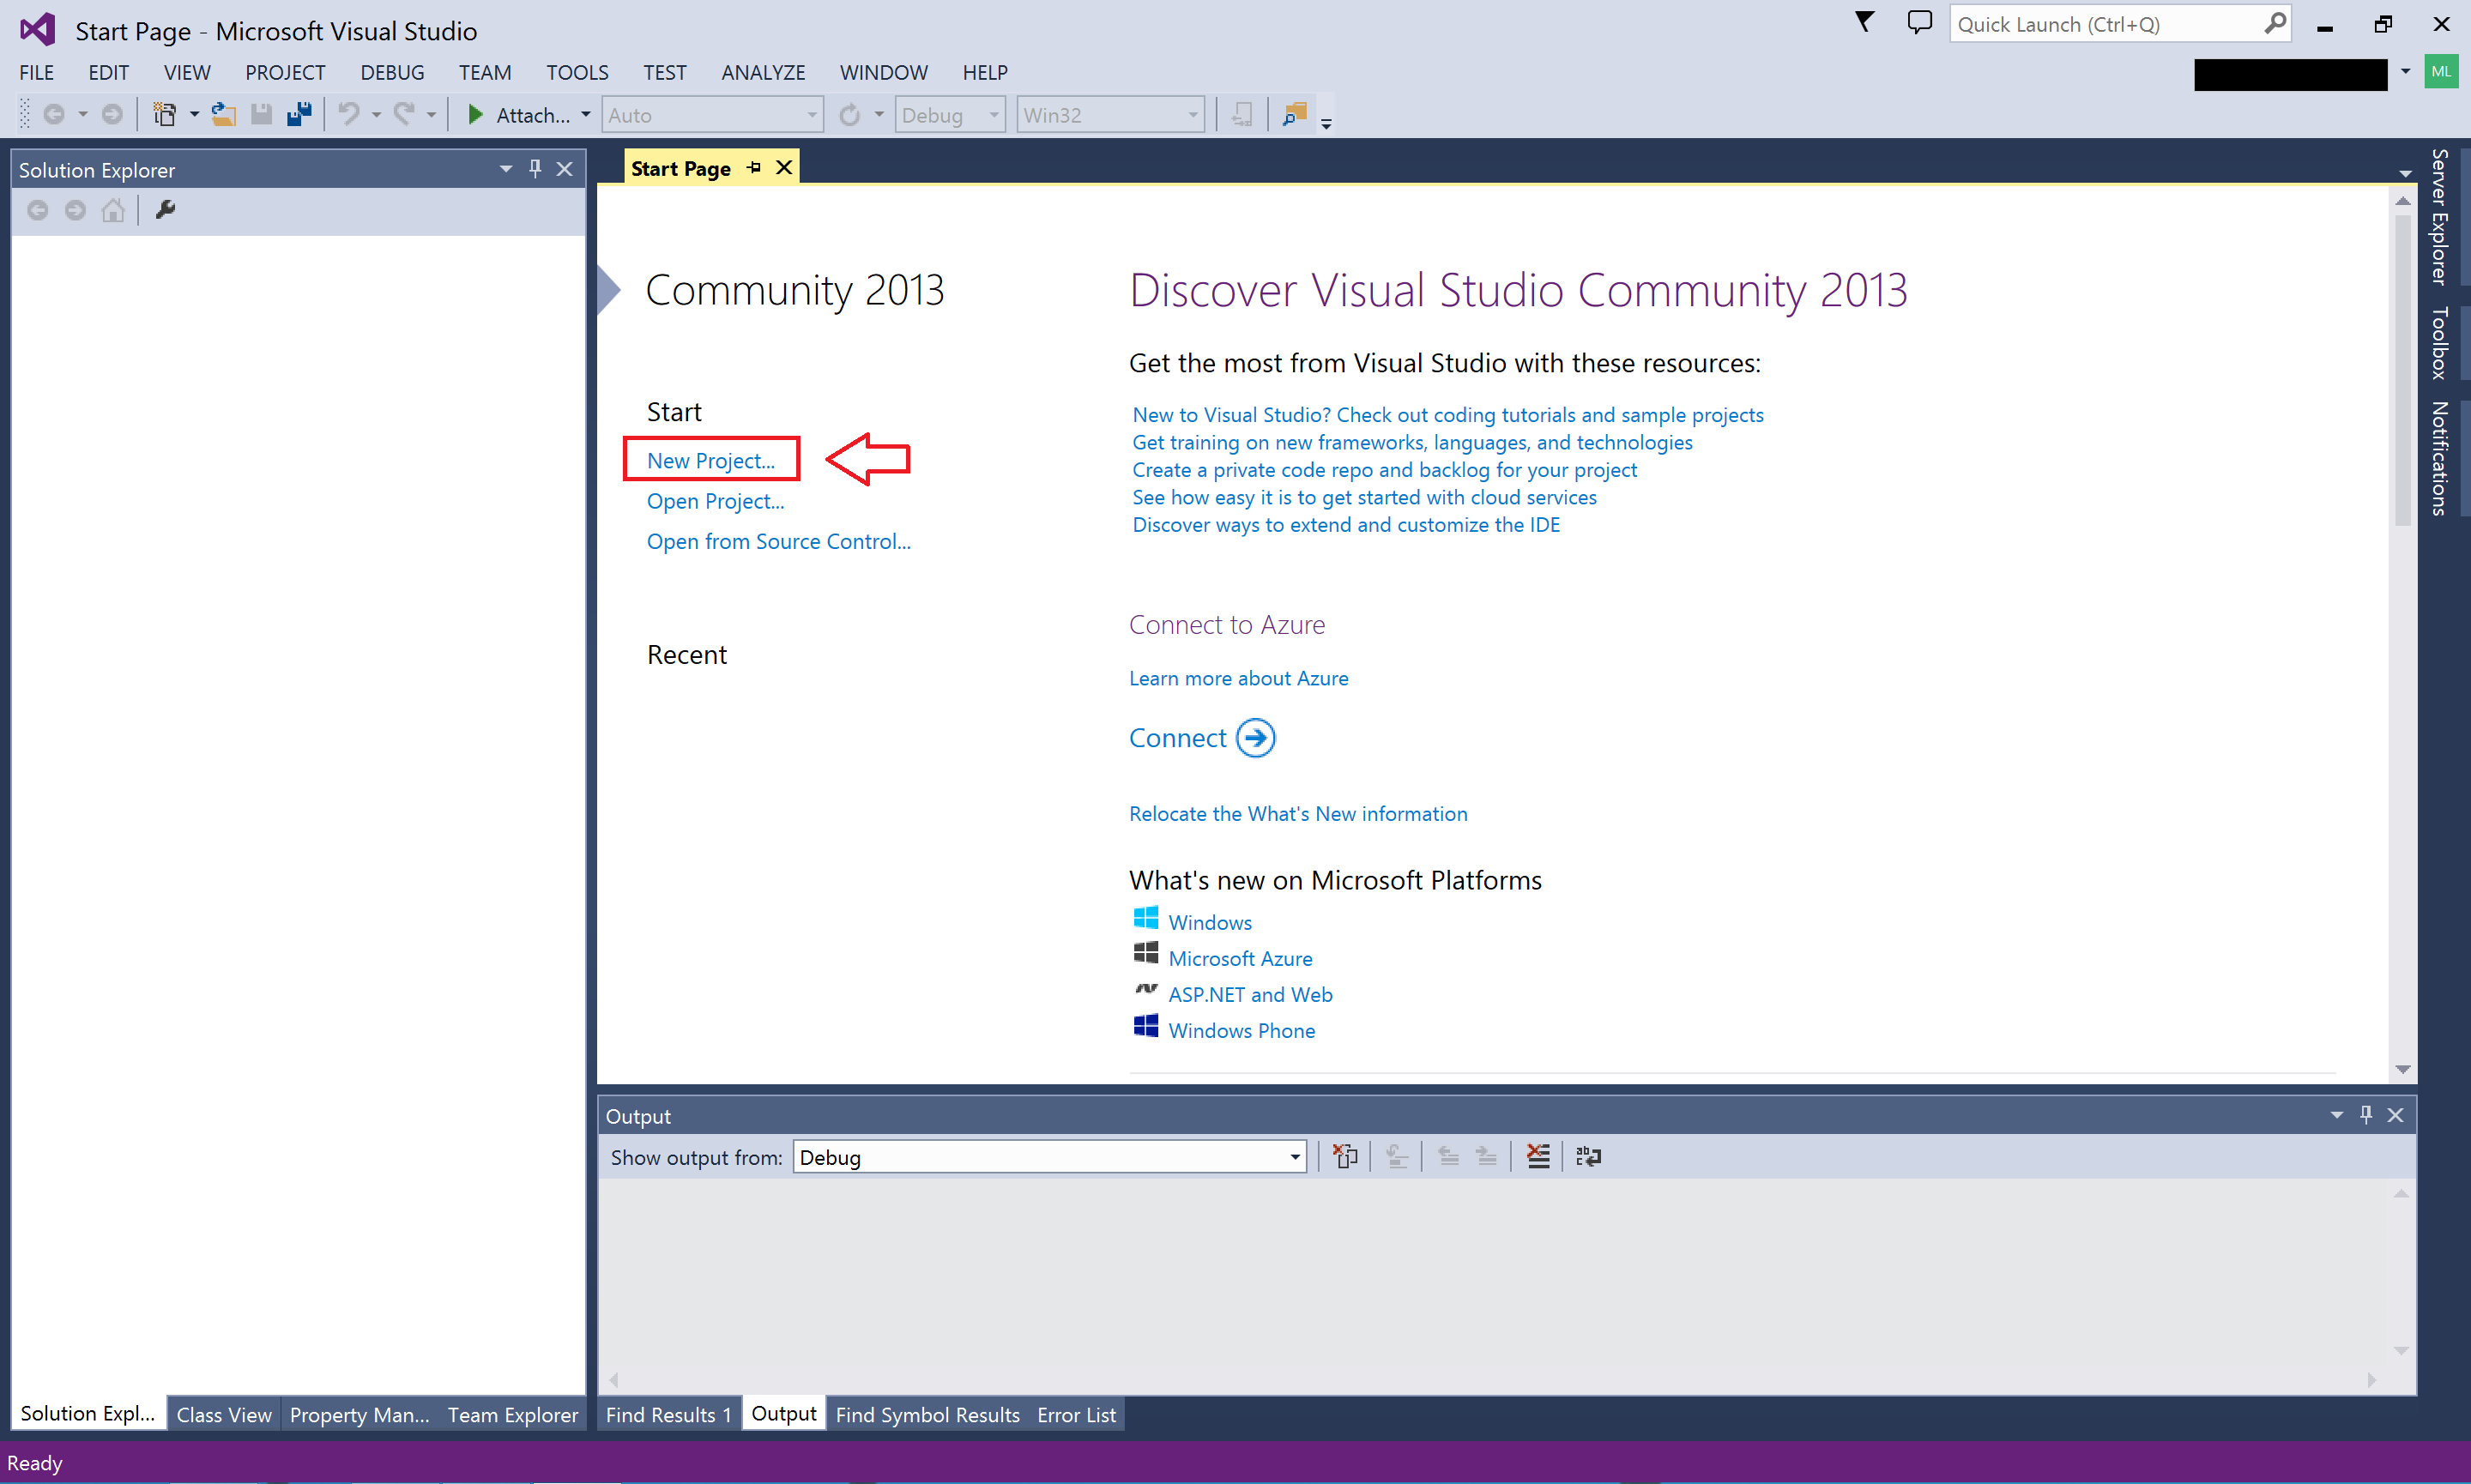 Start Page - Microsoft Visual Studio
Quick Launch (Ctrl+Q)
FILE EDIT VIEW PROJECT DEBUG TEAM TOOLS TEST ANALYZE WINDOW HELP
ML
Attach... Auto Debug Win32
Solution Explorer
Start Page
Community 2013
Start
New Project...
Open Project...
Open from Source Control...
Recent
Discover Visual Studio Community 2013
Get the most from Visual Studio with these resources:
New to Visual Studio? Check out coding tutorials and sample projects
Get training on new frameworks, languages, and technologies
Create a private code repo and backlog for your project
See how easy it is to get started with cloud services
Discover ways to extend and customize the IDE
Connect to Azure
Learn more about Azure
Connect
Relocate the What's New information
What's new on Microsoft Platforms
Windows
Microsoft Azure
ASP.NET and Web
Windows Phone
Server Explorer
Toolbox
Notifications
Output
Show output from: Debug
Solution Expl... Class View Property Man... Team Explorer
Find Results 1 Output Find Symbol Results Error List
Ready